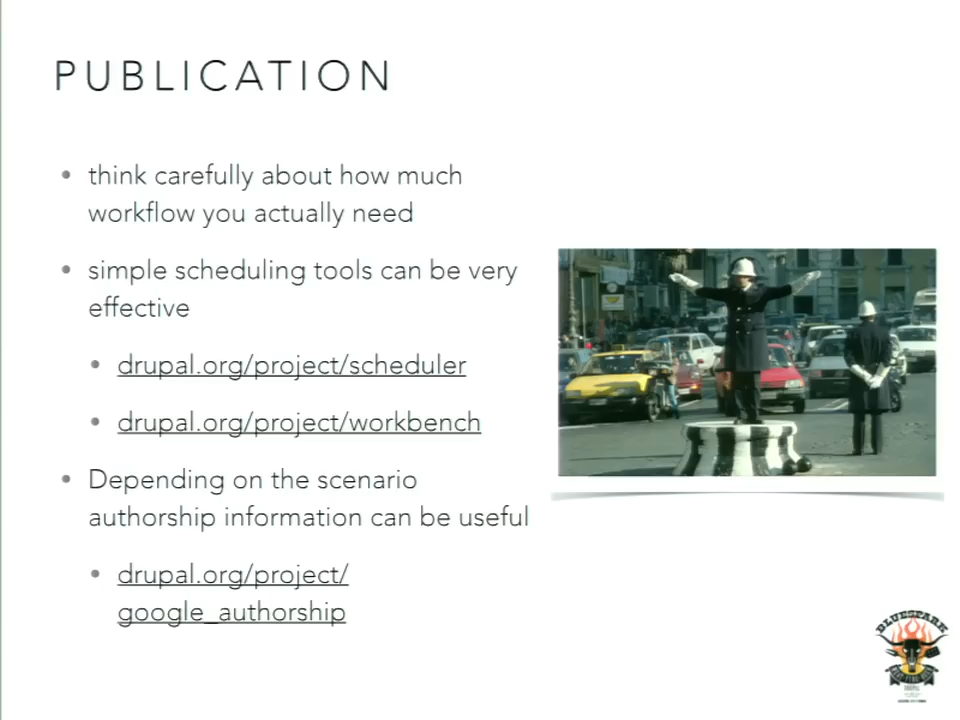 PUBLICATION
• think carefully about how much
workflow you actually need
• simple scheduling tools can be very
effective
• drupal.org/project/scheduler
• drupal.org/project/workbench
• Depending on the scenario
authorship information can be useful
• drupal.org/project/
google_authorship
BLUESPARK